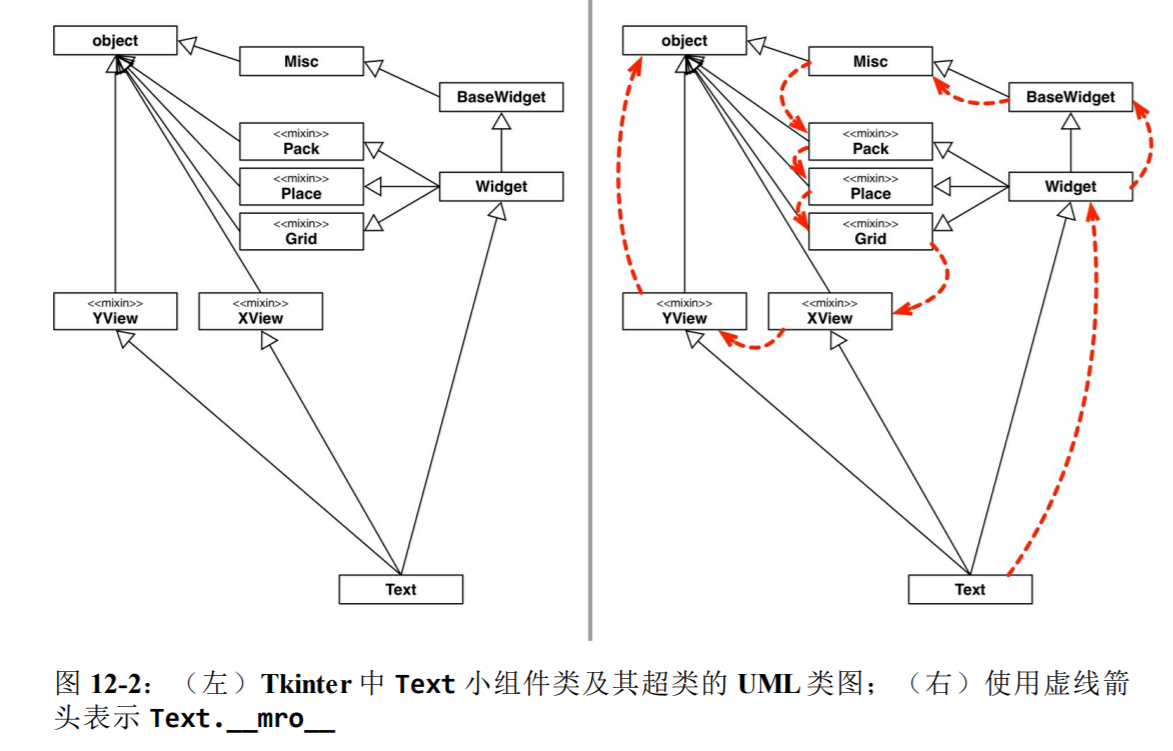 object
Misc
BaseWidget
<<mixin>>
Pack
<<mixin>>
Place
Widget
<<mixin>>
Grid
<<mixin>>
YView
<<mixin>>
XView
Text
object
Misc
BaseWidget
<<mixin>>
Pack
<<mixin>>
Place
Widget
<<mixin>>
Grid
<<mixin>>
YView
<<mixin>>
XView
Text
图 12-2：（左）Tkinter 中 Text 小组件类及其超类的 UML 类图；（右）使用虚线箭
头表示 Text.__mro__